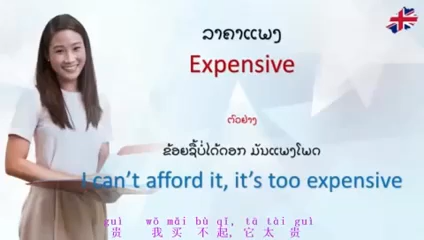 ລາຄາແພງ
Expensive
ຕົວຢ່າງ
ຂ້ອຍຊື້ບໍ່ໄດ້ດອກ ມັນແພງໂພດ
I can't afford it, it's too expensive
guì wǒ mǎi bù qǐ, tā tài guì
贵 我买不起, 它太贵